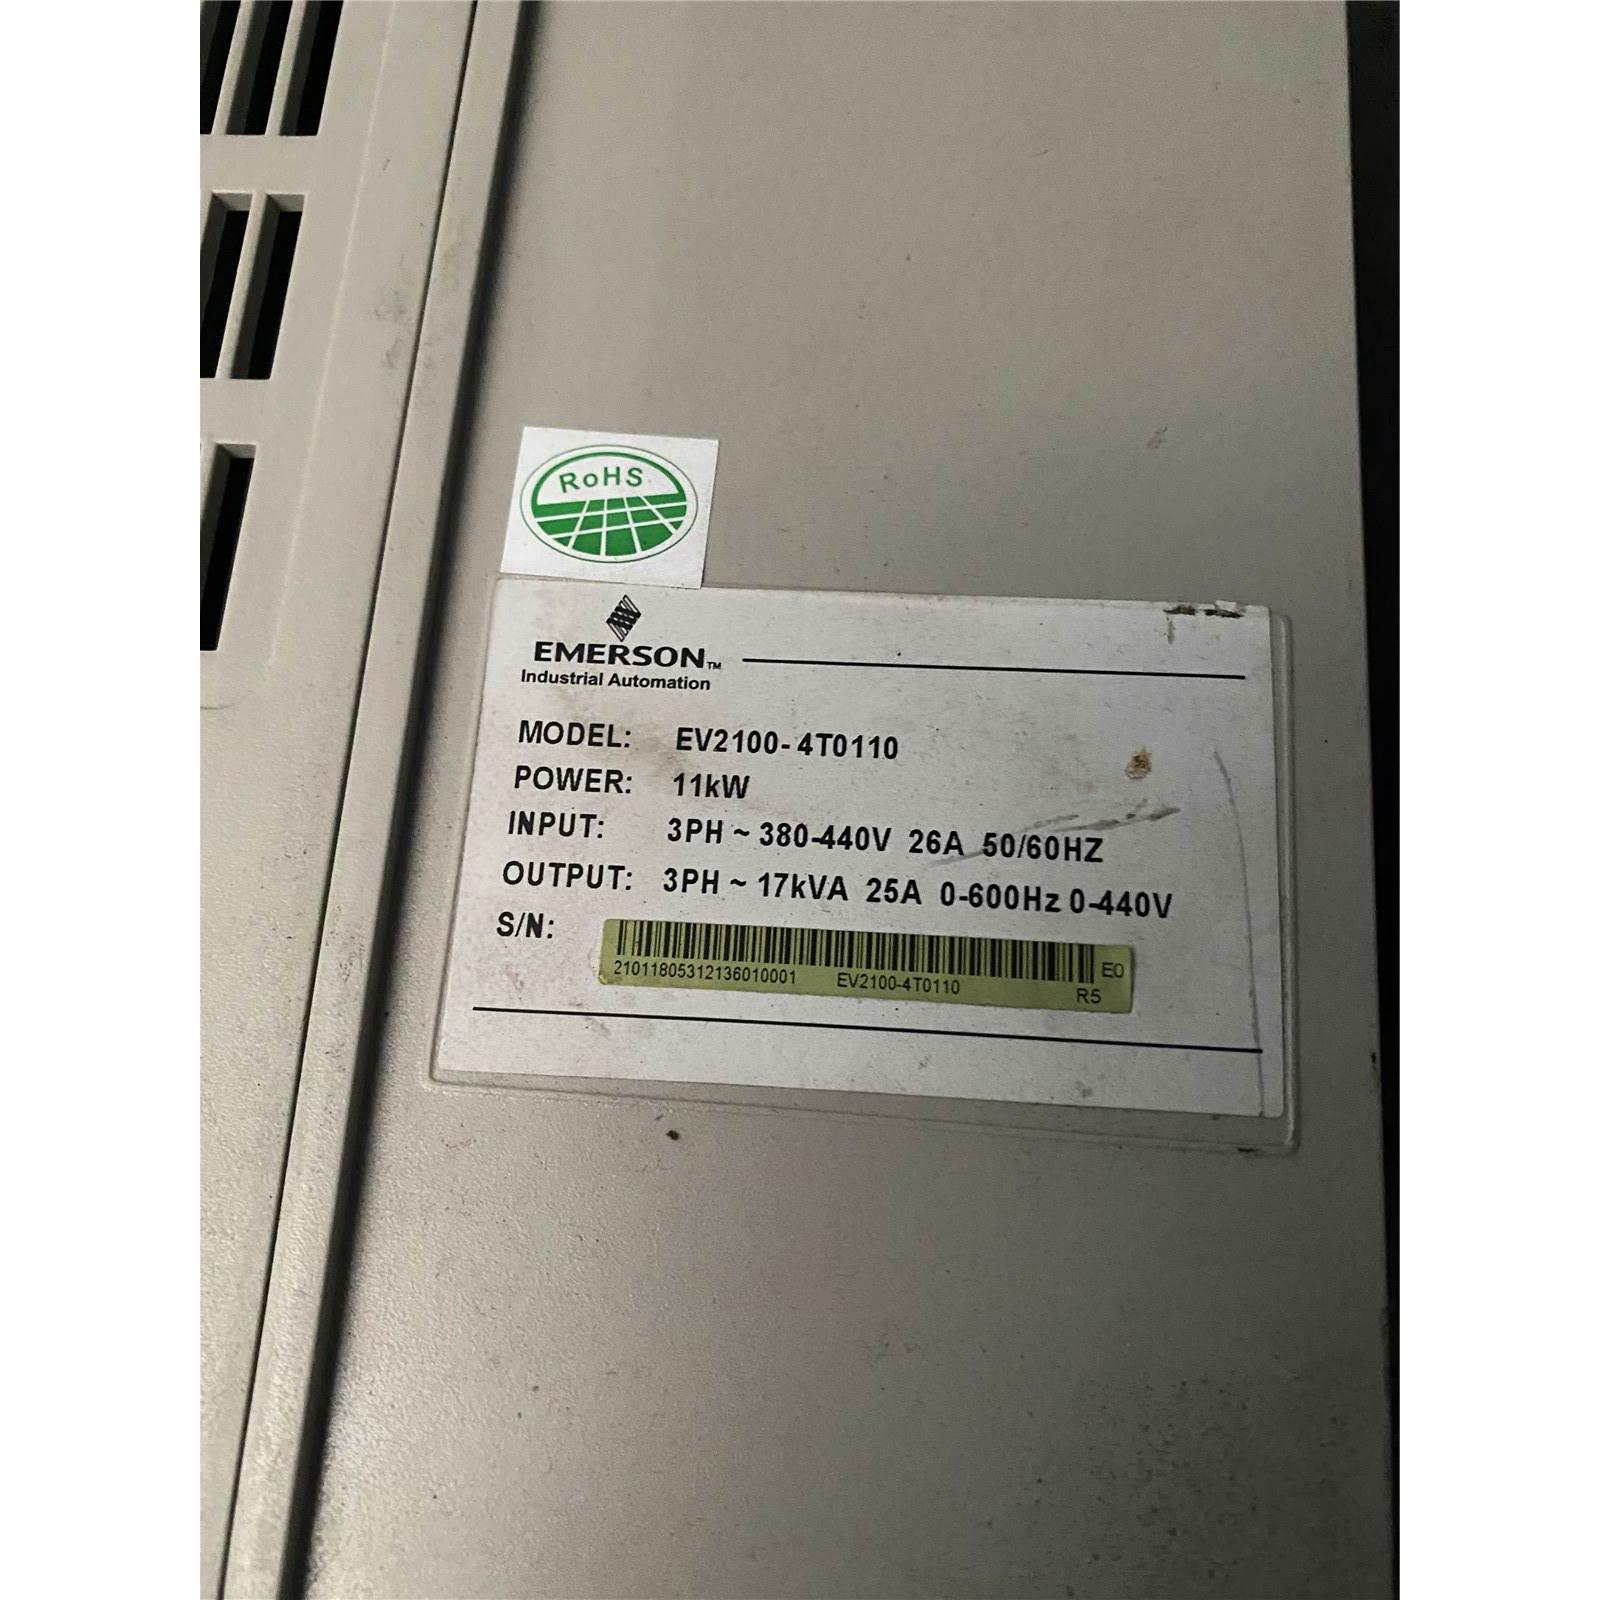 RoHS
EMERSON™
Industrial Automation
MODEL: EV2100-4T0110
POWER: 11kW
INPUT: 3PH ~ 380-440V 26A 50/60HZ
OUTPUT: 3PH ~ 17kVA 25A 0-600Hz 0-440V
S/N:
E0
21011805312136010001 EV2100-4T0110 R5